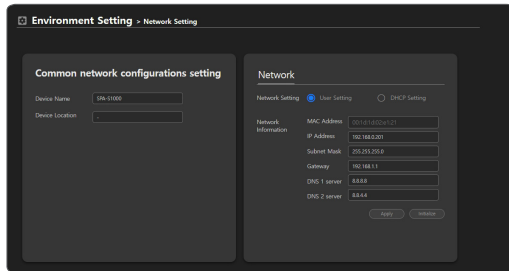 Environment Setting > Network Setting
Common network configurations setting
Device Name SPA-S1000
Device Location -
Network
Network Setting User Setting DHCP Setting
Network Information
MAC Address
IP Address 192.168.0.201
Subnet Mask 255.255.255.0
Gateway 192.168.1.1
DNS 1 server 8.8.8.8
DNS 2 server 8.8.4.4
Apply Initialize